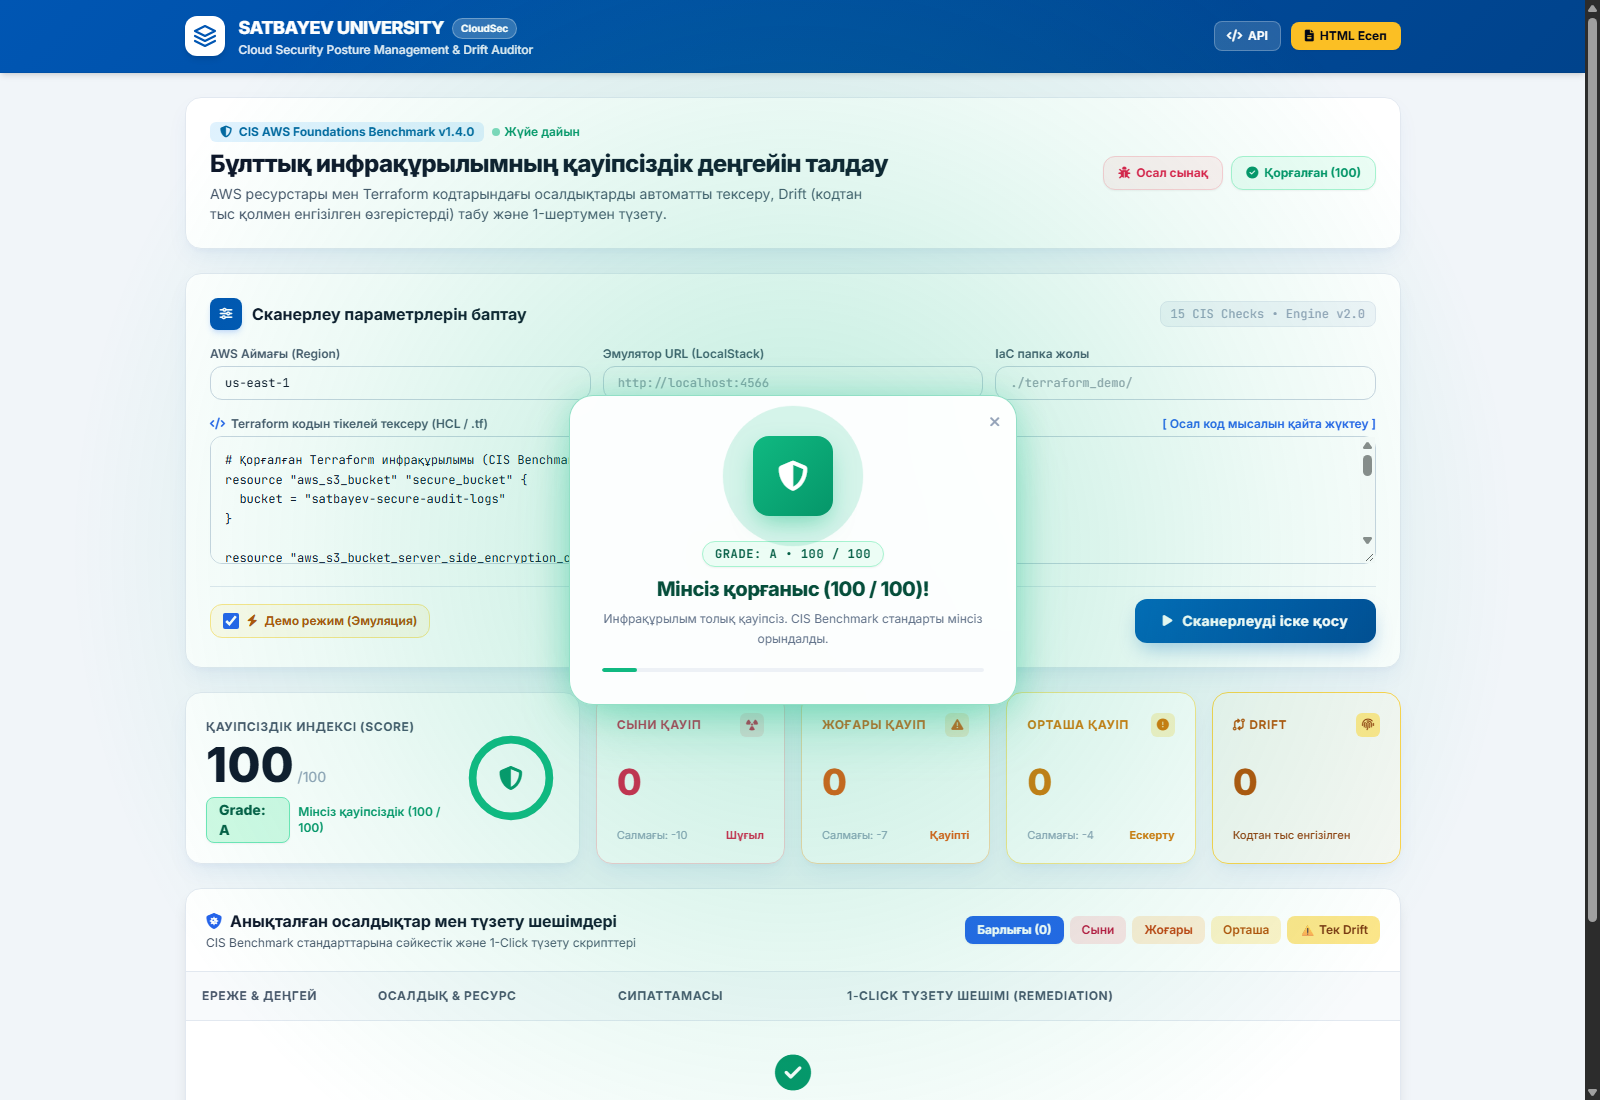 SATBAYEV UNIVERSITY CloudSec
Cloud Security Posture Management & Drift Auditor
API
HTML Есеп
CIS AWS Foundations Benchmark v1.4.0
Жүйе дайын
Бұлттық инфрақұрылымның қауіпсіздік деңгейін талдау
AWS ресурстары мен Terraform кодтарындағы осалдықтарды автоматты тексеру, Drift (кодтан
тыс қолмен енгізілген өзгерістерді) табу және 1-шертумен түзету.
Осал сынақ
Қорғалған (100)
Сканерлеу параметрлерін баптау
15 CIS Checks • Engine v2.0
AWS Аймағы (Region)
us-east-1
Эмулятор URL (LocalStack)
http://localhost:4566
IaC папка жолы
./terraform_demo/
Terraform кодын тікелей тексеру (HCL / .tf)
[ Осал код мысалын қайта жүктеу ]
# Қорғалған Terraform инфрақұрылымы (CIS Benchma
resource "aws_s3_bucket" "secure_bucket" {
bucket = "satbayev-secure-audit-logs"
}
resource "aws_s3_bucket_server_side_encryption_c
GRADE: A • 100 / 100
Мінсіз қорғаныс (100 / 100)!
Инфрақұрылым толық қауіпсіз. CIS Benchmark стандарты мінсіз
орындалды.
Демо режим (Эмуляция)
Сканерлеуді іске қосу
ҚАУІПСІЗДІК ИНДЕКСІ (SCORE)
100 /100
Grade:
A
Мінсіз қауіпсіздік (100 /
100)
СЫНИ ҚАУІП
0
Салмағы: -10
Шұғыл
ЖОҒАРЫ ҚАУІП
0
Салмағы: -7
Қауіпті
ОРТАША ҚАУІП
0
Салмағы: -4
Ескерту
DRIFT
0
Кодтан тыс енгізілген
Анықталған осалдықтар мен түзету шешімдері
CIS Benchmark стандарттарына сәйкестік және 1-Click түзету скрипттері
Барлығы (0)
Сыни
Жоғары
Орташа
Тек Drift
ЕРЕЖЕ & ДЕҢГЕЙ
ОСАЛДЫҚ & РЕСУРС
СИПАТТАМАСЫ
1-CLICK ТҮЗЕТУ ШЕШІМІ (REMEDIATION)